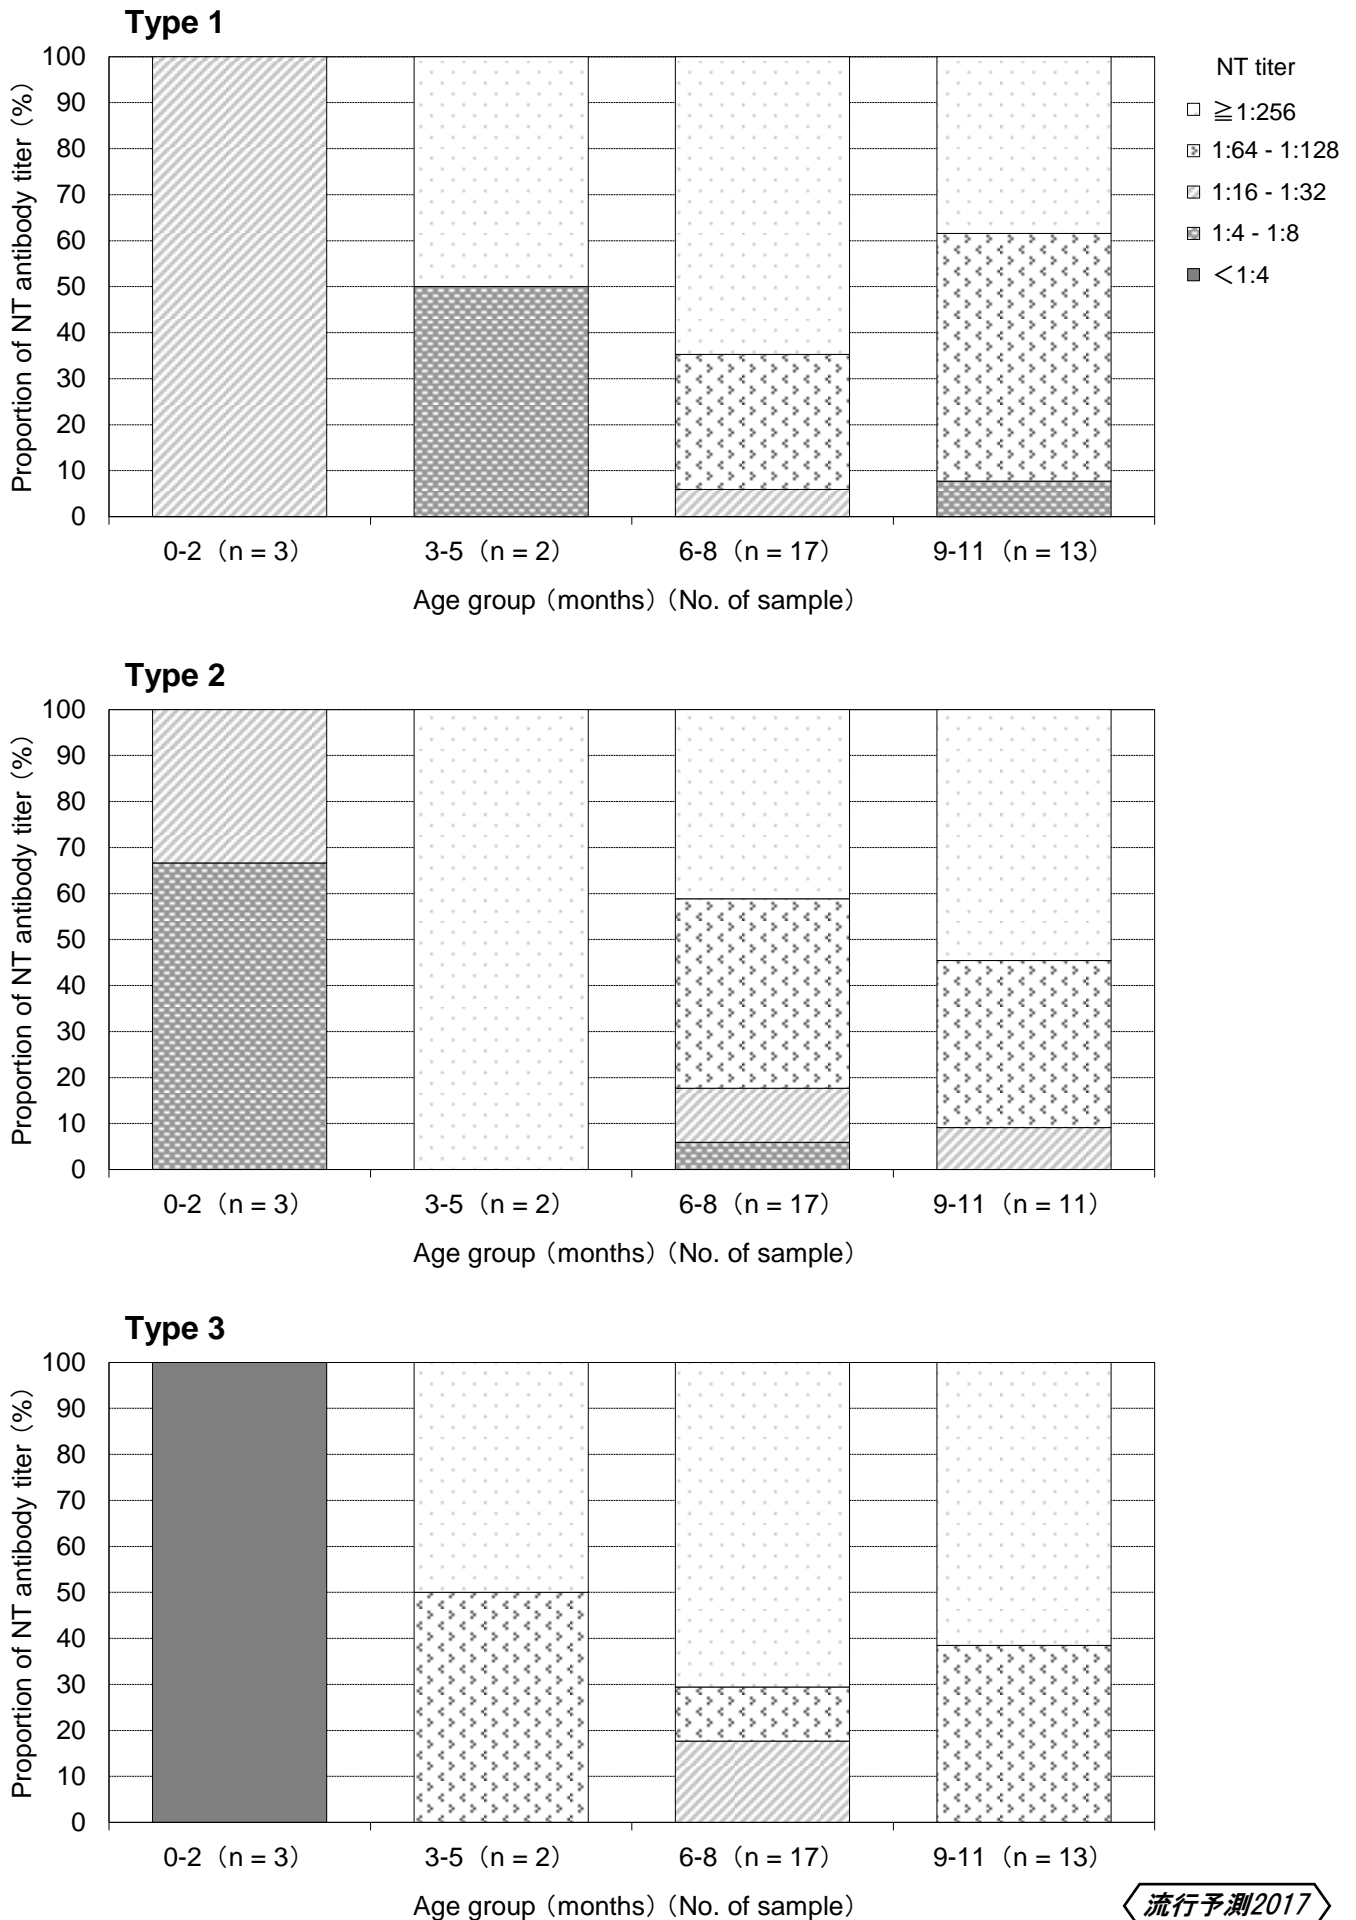 Type 1
Proportion of NT antibody titer (%)
100
90
80
70
60
50
40
30
20
10
0
0-2（n = 3）
3-5（n = 2）
6-8（n = 17）
9-11（n = 13）
Age group（months）（No. of sample）
NT titer
≧1:256
1:64 - 1:128
1:16 - 1:32
1:4 - 1:8
＜1:4
Type 2
Proportion of NT antibody titer (%)
100
90
80
70
60
50
40
30
20
10
0
0-2（n = 3）
3-5（n = 2）
6-8（n = 17）
9-11（n = 11）
Age group（months）（No. of sample）
Type 3
Proportion of NT antibody titer (%)
100
90
80
70
60
50
40
30
20
10
0
0-2（n = 3）
3-5（n = 2）
6-8（n = 17）
9-11（n = 13）
Age group（months）（No. of sample）
流行予測2017